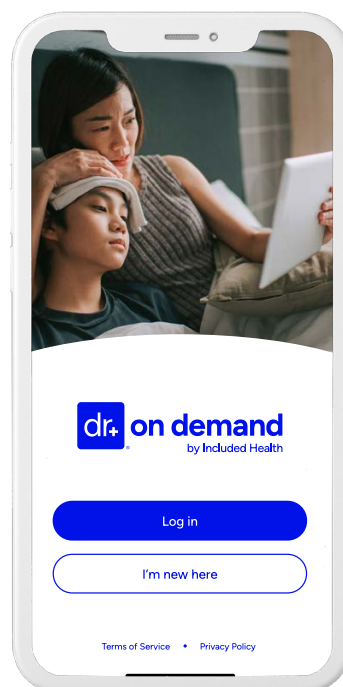 dr+ on demand
by Included Health
Log in
I'm new here
Terms of Service • Privacy Policy